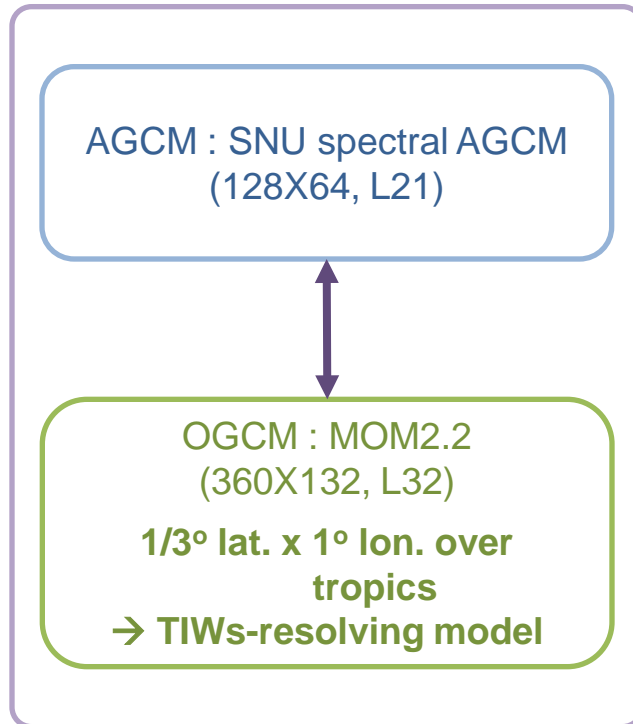 AGCM : SNU spectral AGCM
(128X64, L21)
OGCM : MOM2.2
(360X132, L32)
1/3º lat. x 1º lon. over
tropics
→ TIWs-resolving model